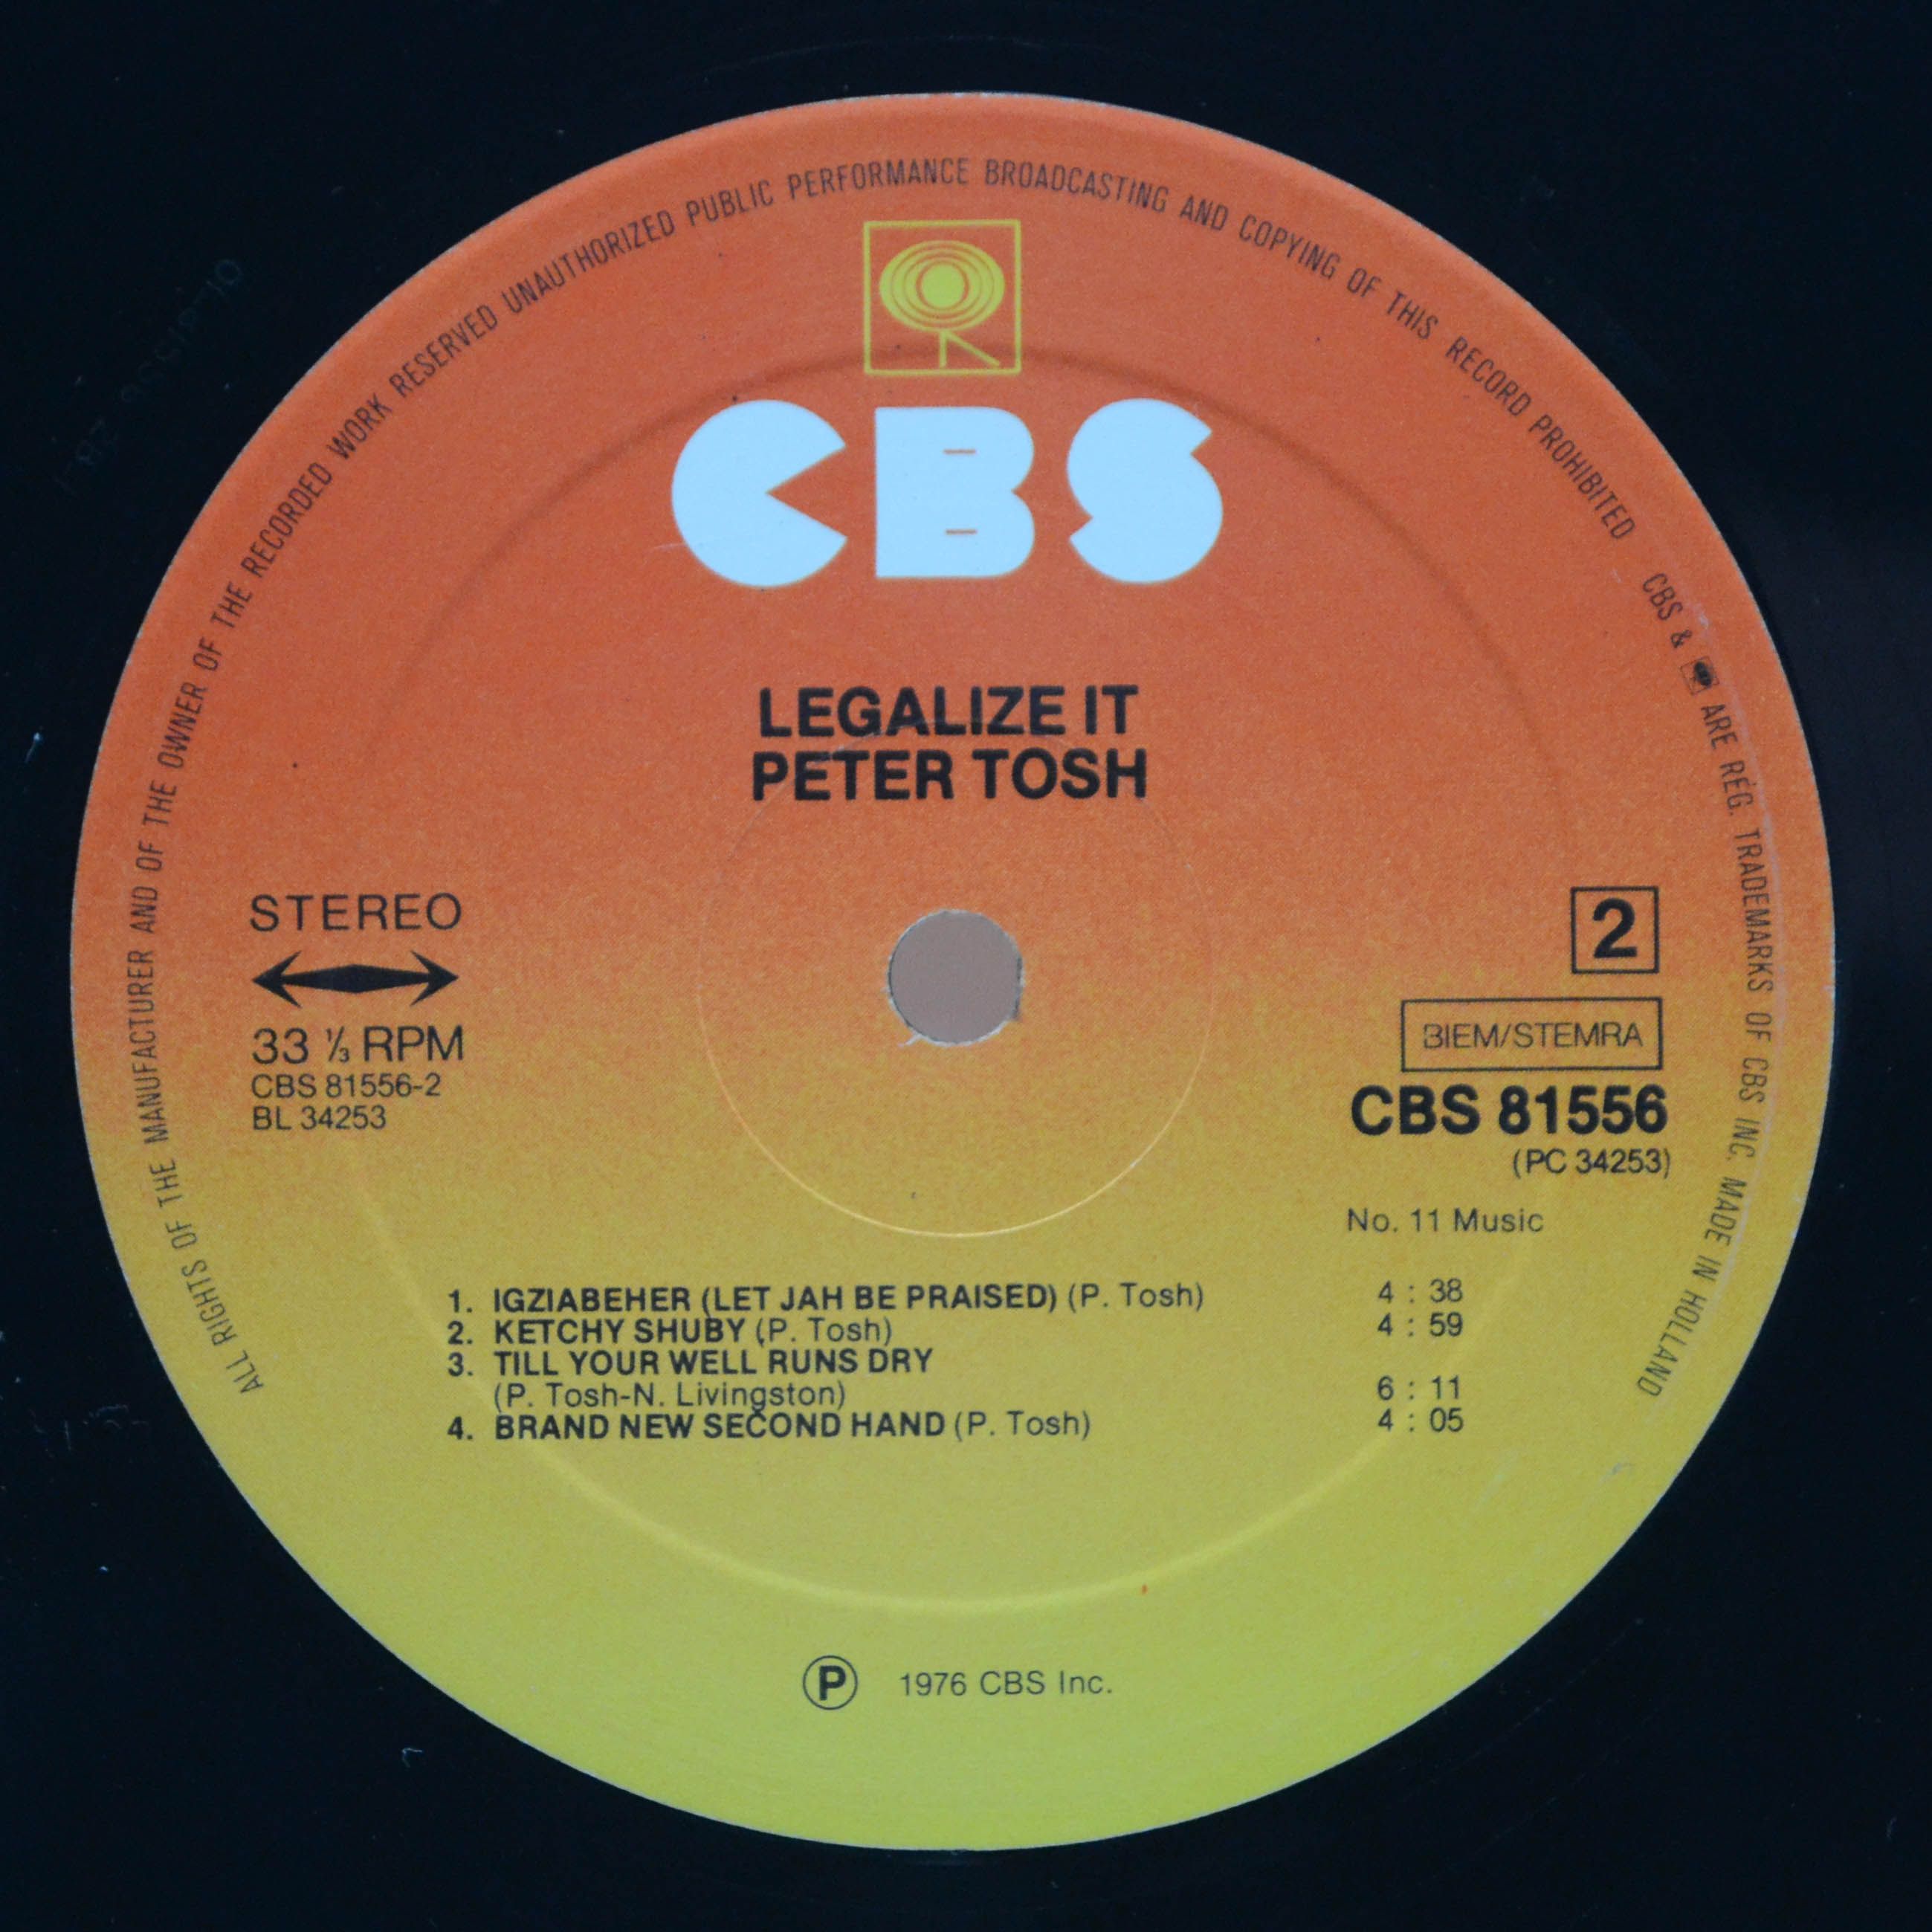 ALL RIGHTS OF THE MANUFACTURER AND OF THE OWNER OF THE RECORDED WORK RESERVED UNAUTHORIZED PUBLIC PERFORMANCE BROADCASTING AND COPYING OF THIS RECORD PROHIBITED CBS & ARE REG. TRADEMARKS OF CBS INC. MADE IN HOLLAND
CBS
LEGALIZE IT
PETER TOSH
STEREO
33 ⅓ RPM
CBS 81556-2
BL 34253
2
BIEM/STEMRA
CBS 81556
(PC 34253)
No. 11 Music
1. IGZIABEHER (LET JAH BE PRAISED) (P. Tosh) 4 : 38
2. KETCHY SHUBY (P. Tosh) 4 : 59
3. TILL YOUR WELL RUNS DRY
(P. Tosh-N. Livingston) 6 : 11
4. BRAND NEW SECOND HAND (P. Tosh) 4 : 05
℗ 1976 CBS Inc.